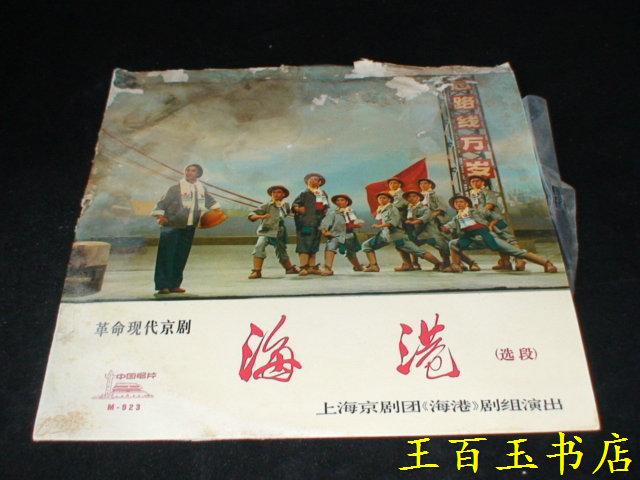 路线万岁
革命现代京剧
海港
(选段)
中国唱片
M-923
上海京剧团《海港》剧组演出
王百玉书店